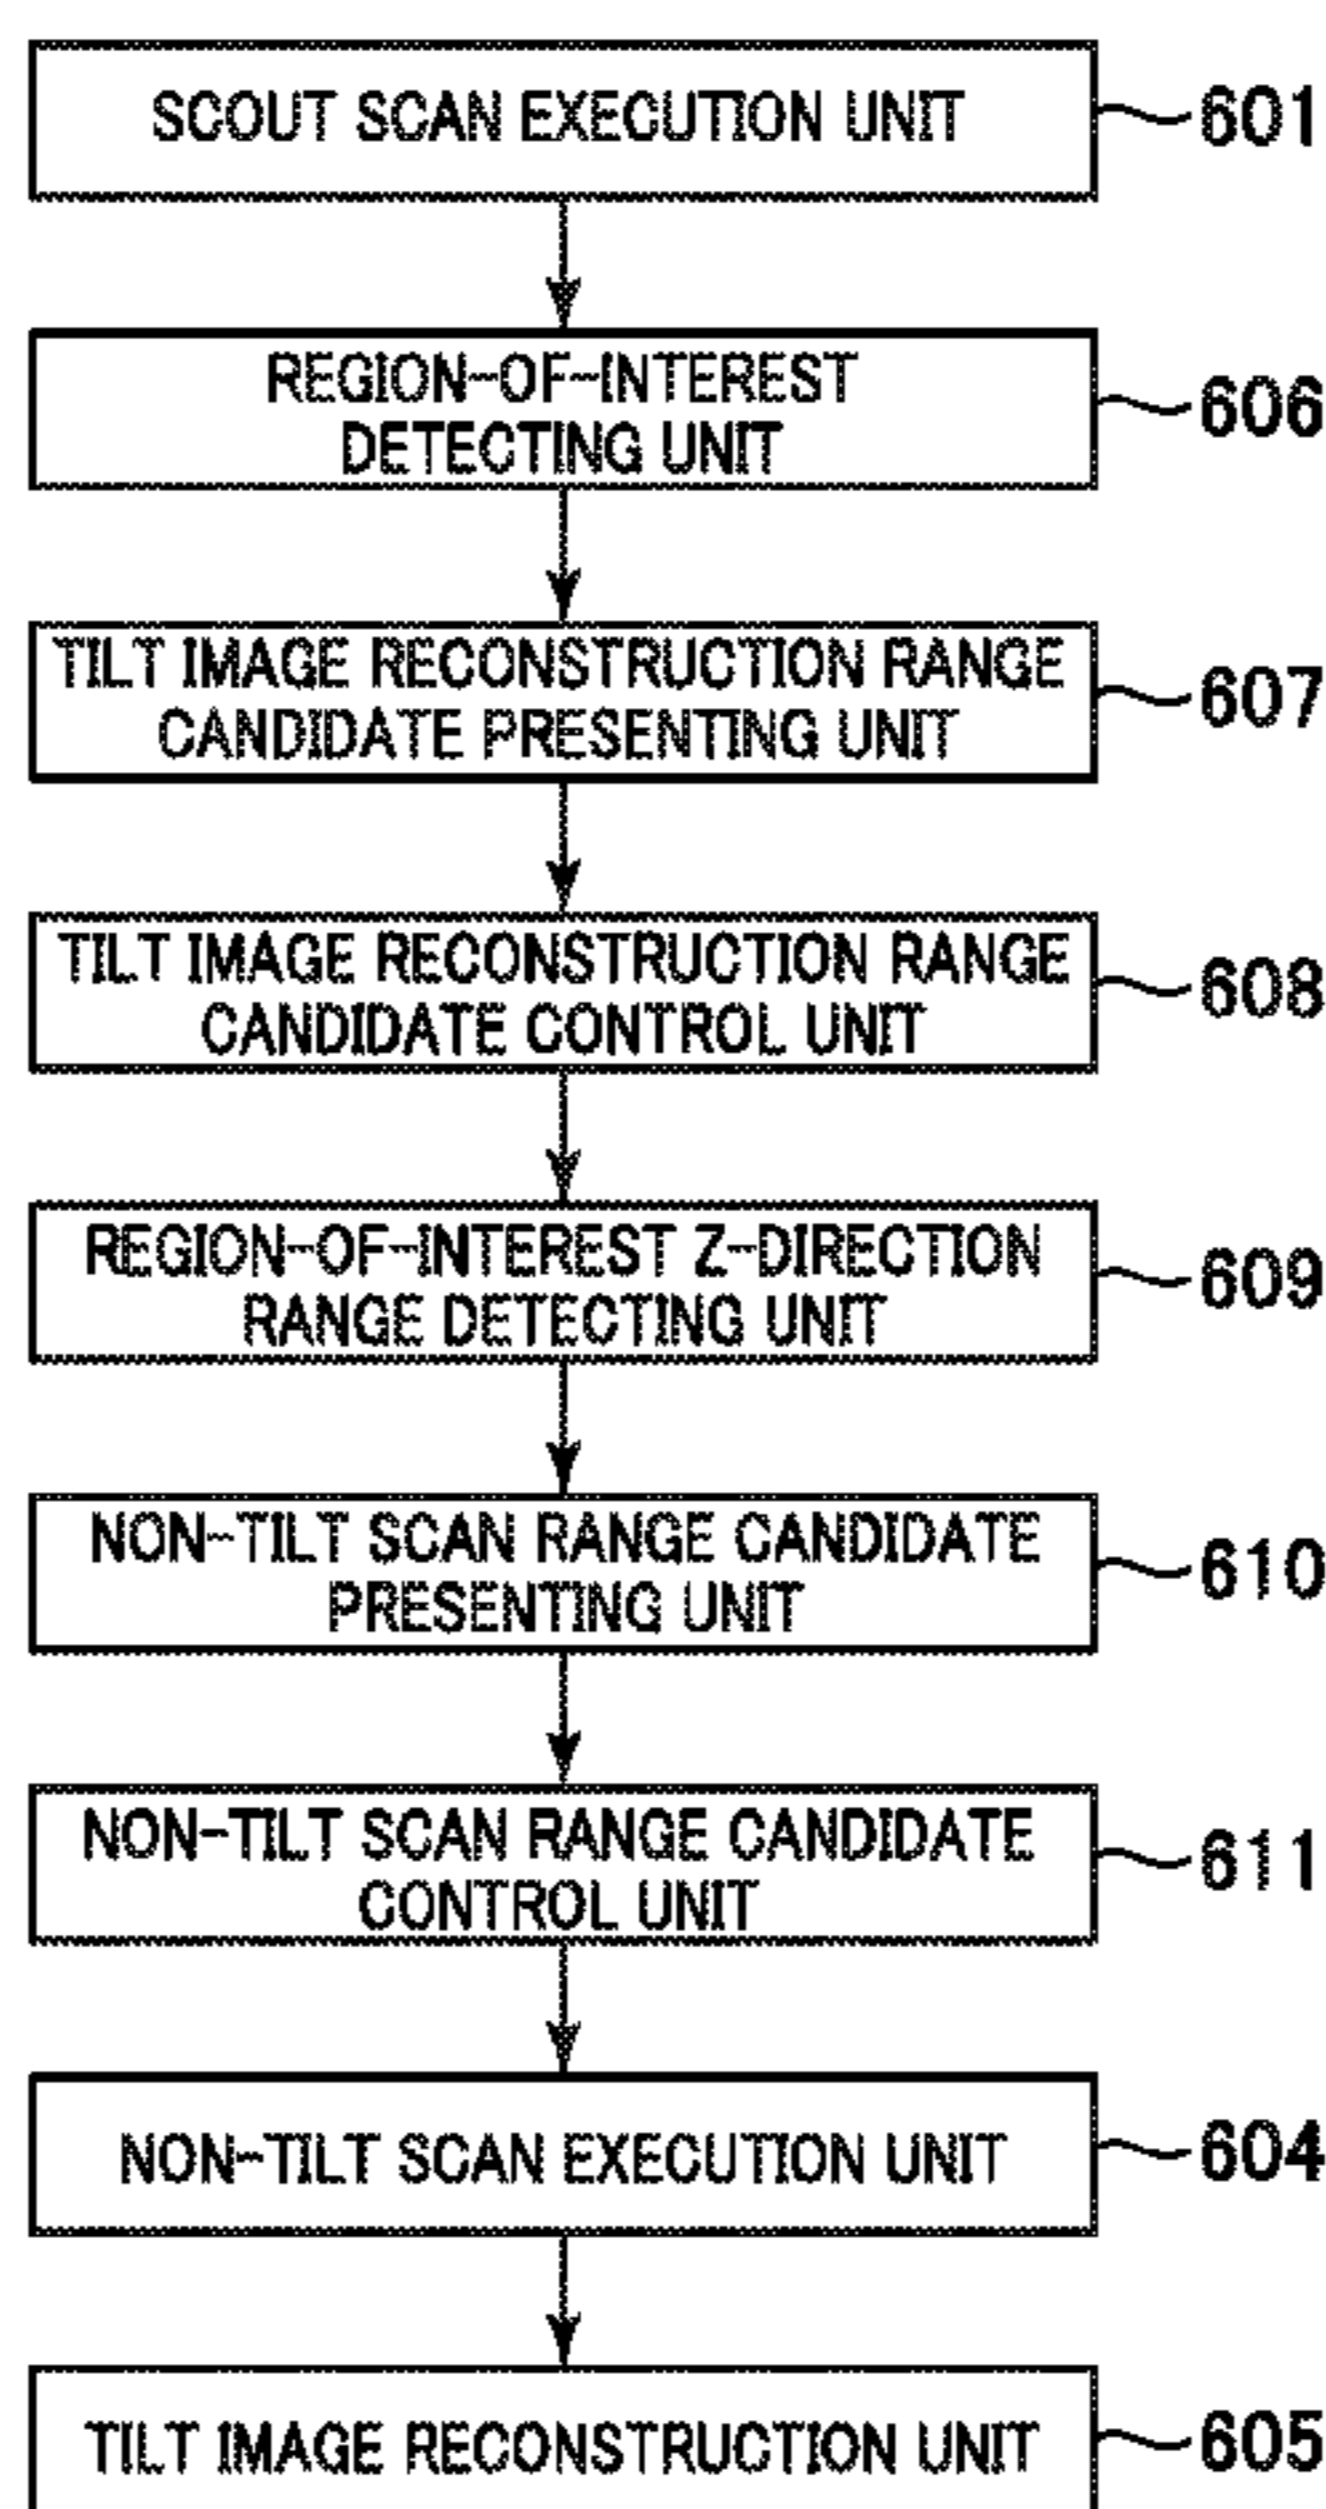 SCOUT SCAN EXECUTION UNIT
601
REGION-OF-INTEREST
DETECTING UNIT
606
TILT IMAGE RECONSTRUCTION RANGE
CANDIDATE PRESENTING UNIT
607
TILT IMAGE RECONSTRUCTION RANGE
CANDIDATE CONTROL UNIT
608
REGION-OF-INTEREST Z-DIRECTION
RANGE DETECTING UNIT
609
NON-TILT SCAN RANGE CANDIDATE
PRESENTING UNIT
610
NON-TILT SCAN RANGE CANDIDATE
CONTROL UNIT
611
NON-TILT SCAN EXECUTION UNIT
604
TILT IMAGE RECONSTRUCTION UNIT
605